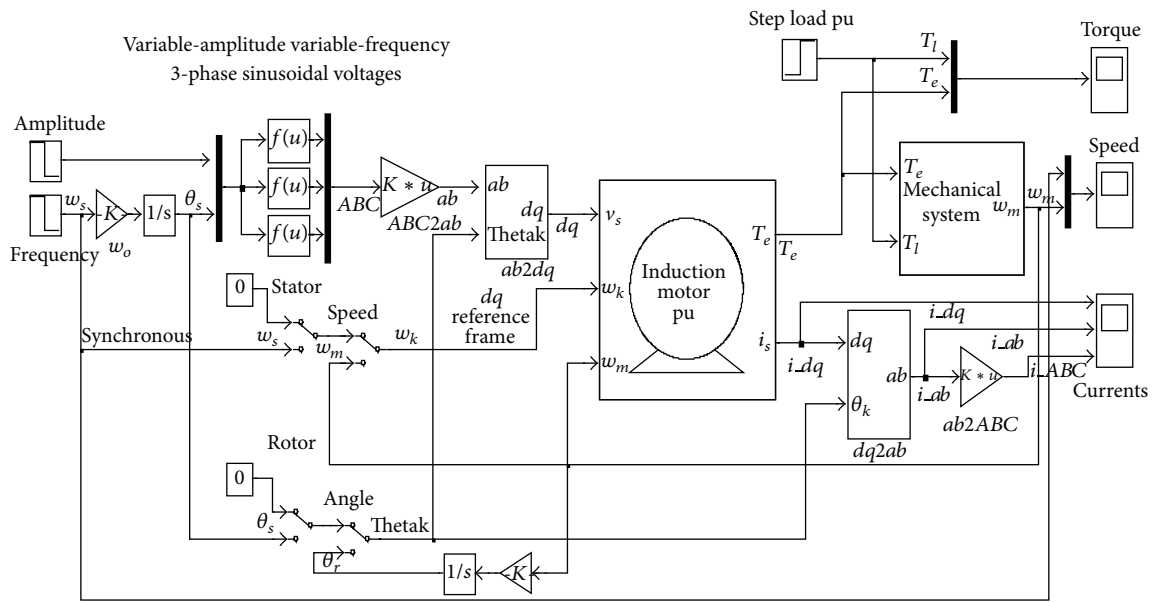 Variable-amplitude variable-frequency
3-phase sinusoidal voltages
Step load pu
Torque
T_l
T_e
Amplitude
f(u)
f(u)
f(u)
Frequency
w_s
-K-
w_o
1/s
θ_s
ABC
K * u
ABC2ab
ab
ab
Thetak
dq
ab2dq
dq
v_s
w_k
w_m
Induction
motor
pu
T_e
i_s
T_e
T_e
Mechanical
system
w_m
T_l
w_m
Speed
0
Stator
Speed
Synchronous
w_s
w_m
w_k
dq
reference
frame
i_dq
i_dq
dq
ab
θ_k
dq2ab
i_ab
i_ab
K * u
ab2ABC
i_ABC
Currents
Rotor
0
Angle
θ_s
Thetak
θ_r
1/s
-K-